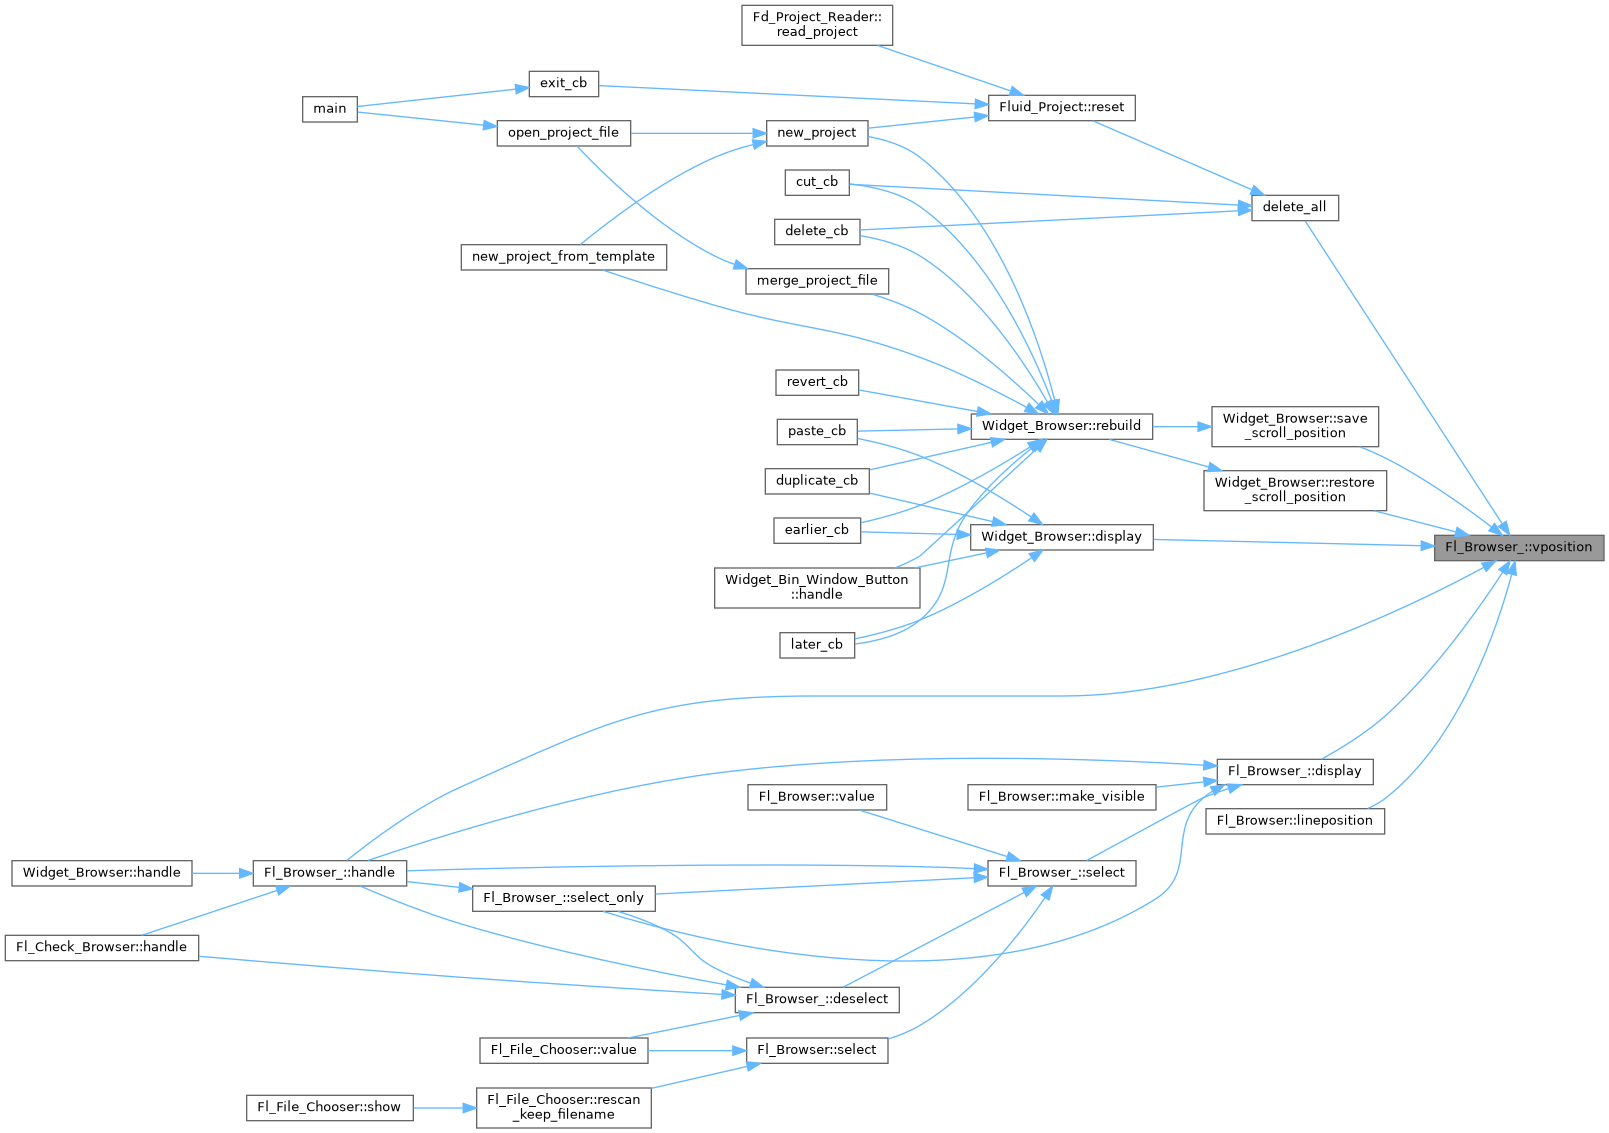 Fd_Project_Reader::
read_project
exit_cb
main
Fluid_Project::reset
open_project_file
new_project
cut_cb
delete_all
delete_cb
new_project_from_template
merge_project_file
revert_cb
Widget_Browser::rebuild
Widget_Browser::save
_scroll_position
paste_cb
duplicate_cb
Widget_Browser::restore
_scroll_position
earlier_cb
Widget_Browser::display
Fl_Browser_::vposition
Widget_Bin_Window_Button
::handle
later_cb
Fl_Browser_::display
Fl_Browser::value
Fl_Browser::make_visible
Fl_Browser::lineposition
Widget_Browser::handle
Fl_Browser_::handle
Fl_Browser_::select
Fl_Browser_::select_only
Fl_Check_Browser::handle
Fl_Browser_::deselect
Fl_File_Chooser::value
Fl_Browser::select
Fl_File_Chooser::show
Fl_File_Chooser::rescan
_keep_filename